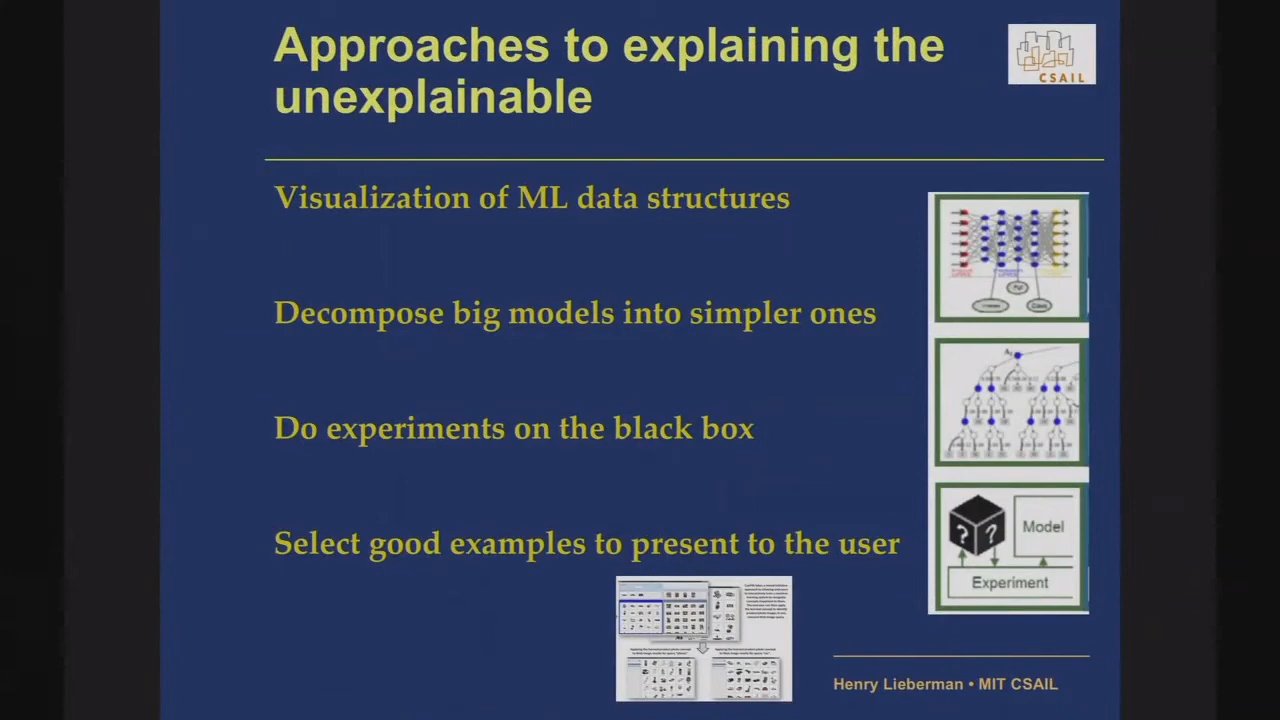 Approaches to explaining the
unexplainable
CSAIL
Visualization of ML data structures
Decompose big models into simpler ones
Do experiments on the black box
Select good examples to present to the user
? ?
Model
Experiment
Henry Lieberman • MIT CSAIL